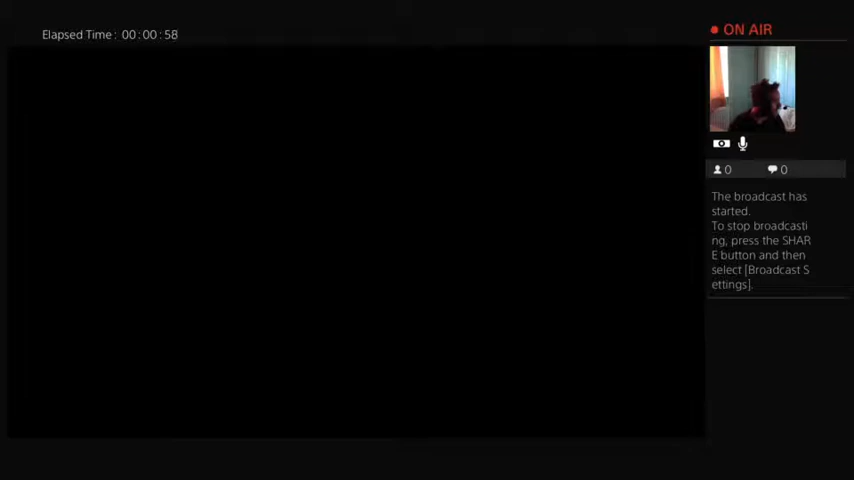 Elapsed Time: 00:00:58
ON AIR
0 0
The broadcast has
started.
To stop broadcasti
ng, press the SHAR
E button and then
select [Broadcast S
ettings].